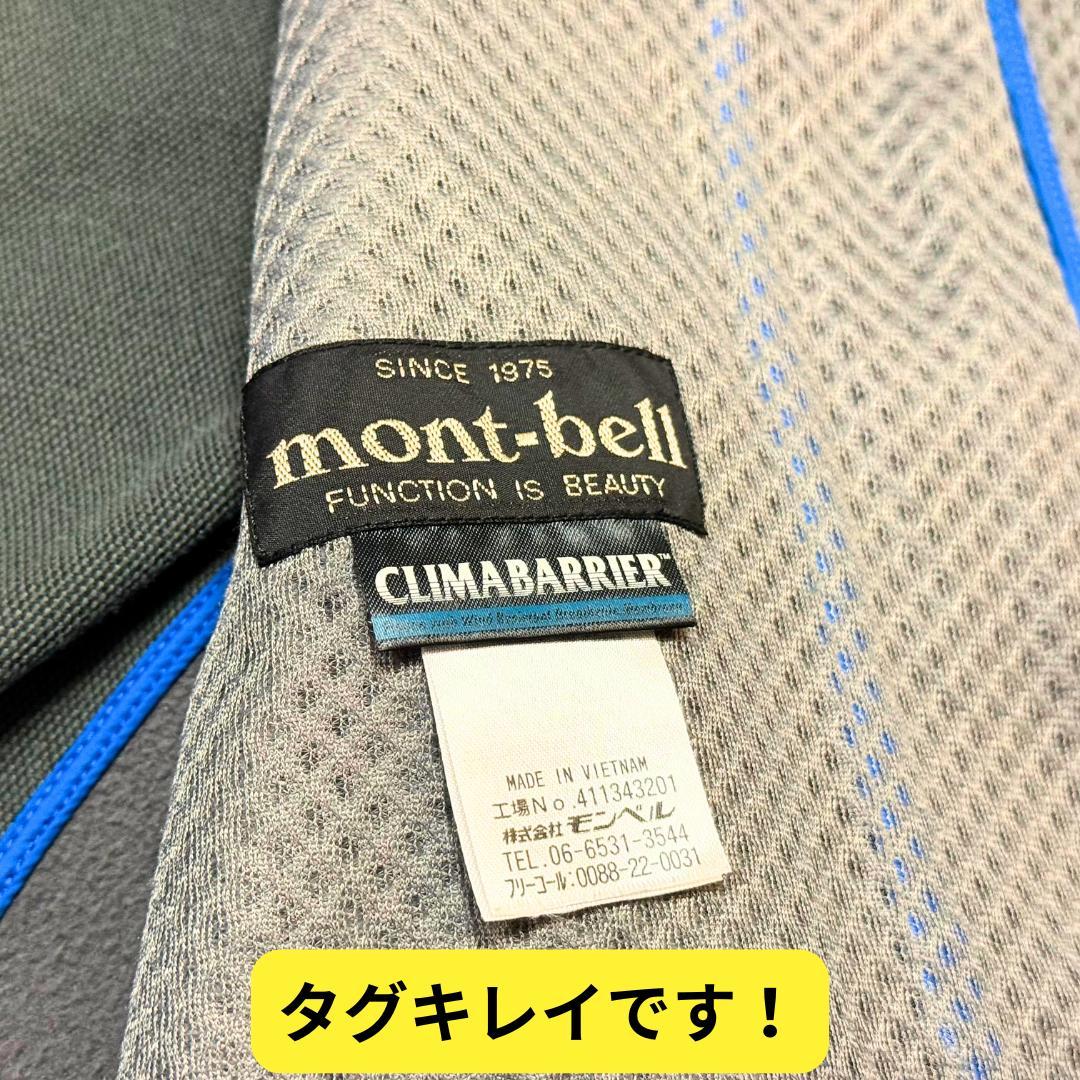 SINCE 1975
mont-bell
FUNCTION IS BEAUTY
CLIMABARRIER™
MADE IN VIETNAM
工場No.411343201
株式会社モンベル
TEL.06-6531-3544
フリーコール:0088-22-0031
タグキレイです！